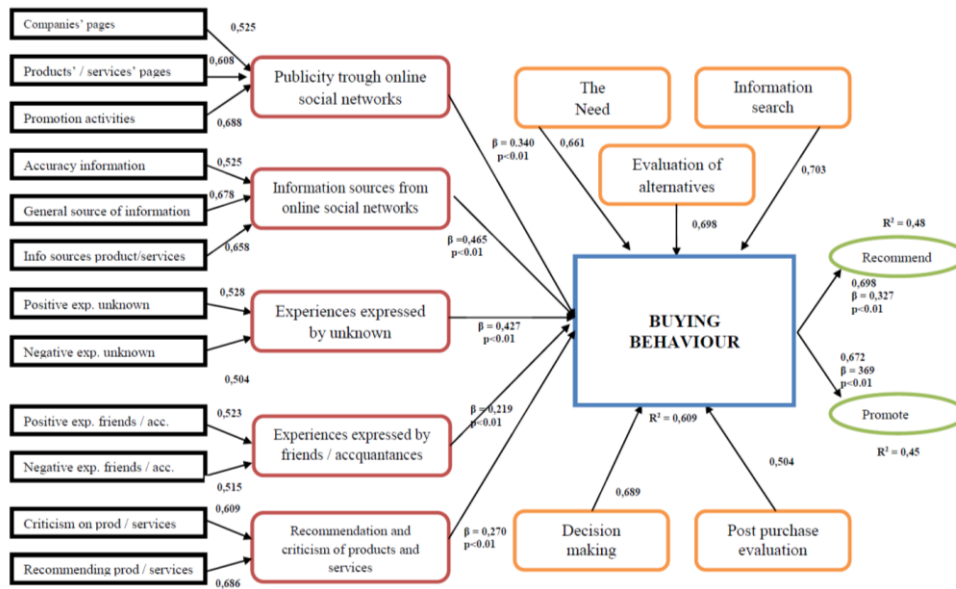 Companies' pages
0,525
Products' / services' pages
0,608
Promotion activities
0,688
Publicity trough online
social networks
β = 0.340
p<0.01
Accuracy information
0,525
General source of information
0,678
Info sources product/services
0,658
Information sources from
online social networks
β =0,465
p<0.01
Positive exp. unknown
0,528
Negative exp. unknown
0,504
Experiences expressed
by unknown
β = 0,427
p<0.01
Positive exp. friends / acc.
0,523
Negative exp. friends / acc.
0,515
Experiences expressed by
friends / accquantances
β =0,219
p<0.01
Criticism on prod / services
0,609
Recommending prod / services
0,686
Recommendation and
criticism of products and
services
β =0,270
p<0.01
The
Need
0,661
Information
search
0,703
Evaluation of
alternatives
0,698
BUYING
BEHAVIOUR
R² = 0,609
Decision
making
0,689
Post purchase
evaluation
0,504
R² = 0,48
Recommend
0,698
β = 0,327
p<0.01
0,672
β = 369
p<0.01
Promote
R² = 0,45